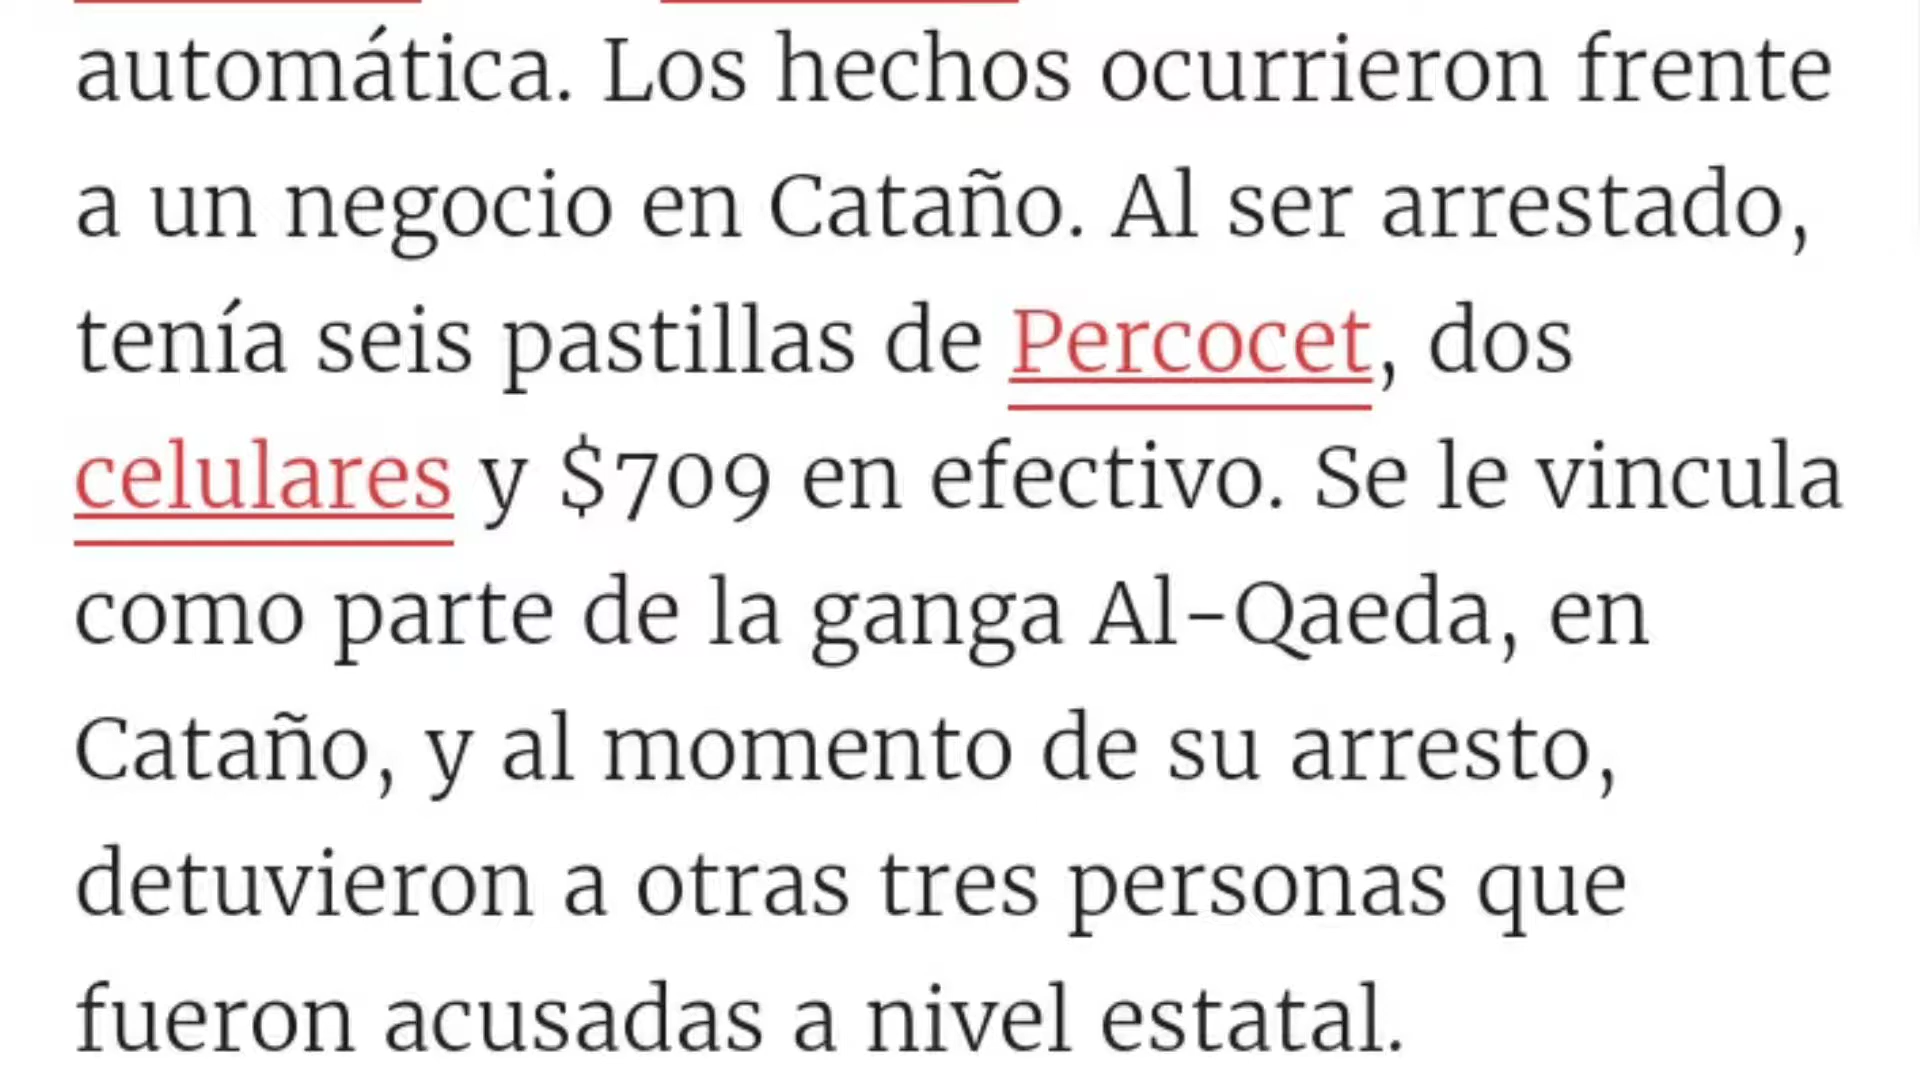 automática. Los hechos ocurrieron frente
a un negocio en Cataño. Al ser arrestado,
tenía seis pastillas de Percocet, dos
celulares y $709 en efectivo. Se le vincula
como parte de la ganga Al-Qaeda, en
Cataño, y al momento de su arresto,
detuvieron a otras tres personas que
fueron acusadas a nivel estatal.